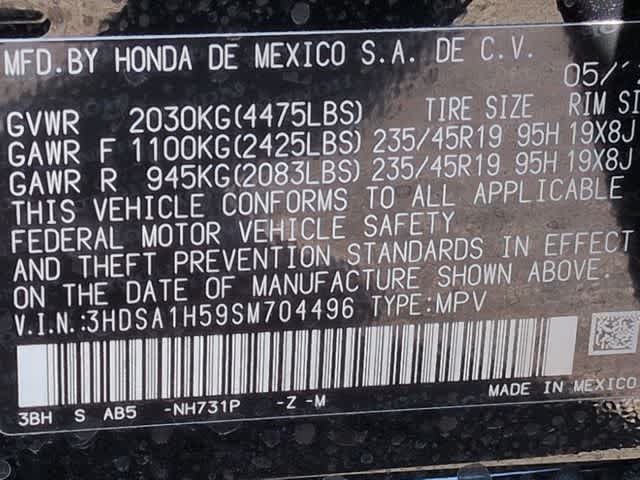 MFD.BY HONDA DE MEXICO S.A. DE C.V.
05/
TIRE SIZE RIM
GVWR 2030KG(4475LBS)
GAWR F 1100KG(2425LBS) 235/45R19 95H 19X8J
GAWR R 945KG(2083LBS) 235/45R19 95H 19X8J
THIS VEHICLE CONFORMS TO ALL APPLICABLE
FEDERAL MOTOR VEHICLE SAFETY
AND THEFT PREVENTION STANDARDS IN EFFECT
ON THE DATE OF MANUFACTURE SHOWN ABOVE.
V.I.N.:3HDSA1H59SM704496 TYPE:MPV
MADE IN MEXICO
3BH S AB5 -NH731P -Z -M